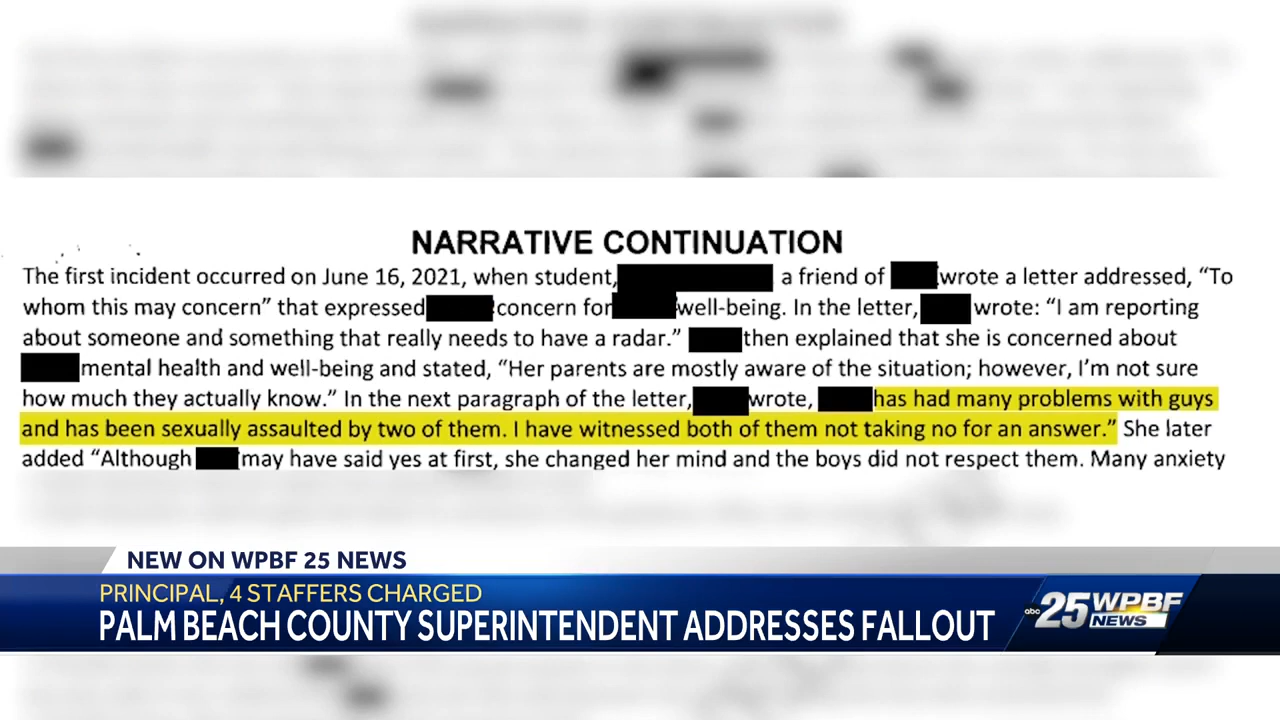 NARRATIVE CONTINUATION
The first incident occurred on June 16, 2021, when student, a friend of wrote a letter addressed, “To
whom this may concern” that expressed concern for well-being. In the letter, wrote: “I am reporting
about someone and something that really needs to have a radar.” then explained that she is concerned about
mental health and well-being and stated, “Her parents are mostly aware of the situation; however, I’m not sure
how much they actually know.” In the next paragraph of the letter, wrote, has had many problems with guys
and has been sexually assaulted by two of them. I have witnessed both of them not taking no for an answer.” She later
added “Although may have said yes at first, she changed her mind and the boys did not respect them. Many anxiety
NEW ON WPBF 25 NEWS
PRINCIPAL, 4 STAFFERS CHARGED
PALM BEACH COUNTY SUPERINTENDENT ADDRESSES FALLOUT
abc 25 WPBF NEWS